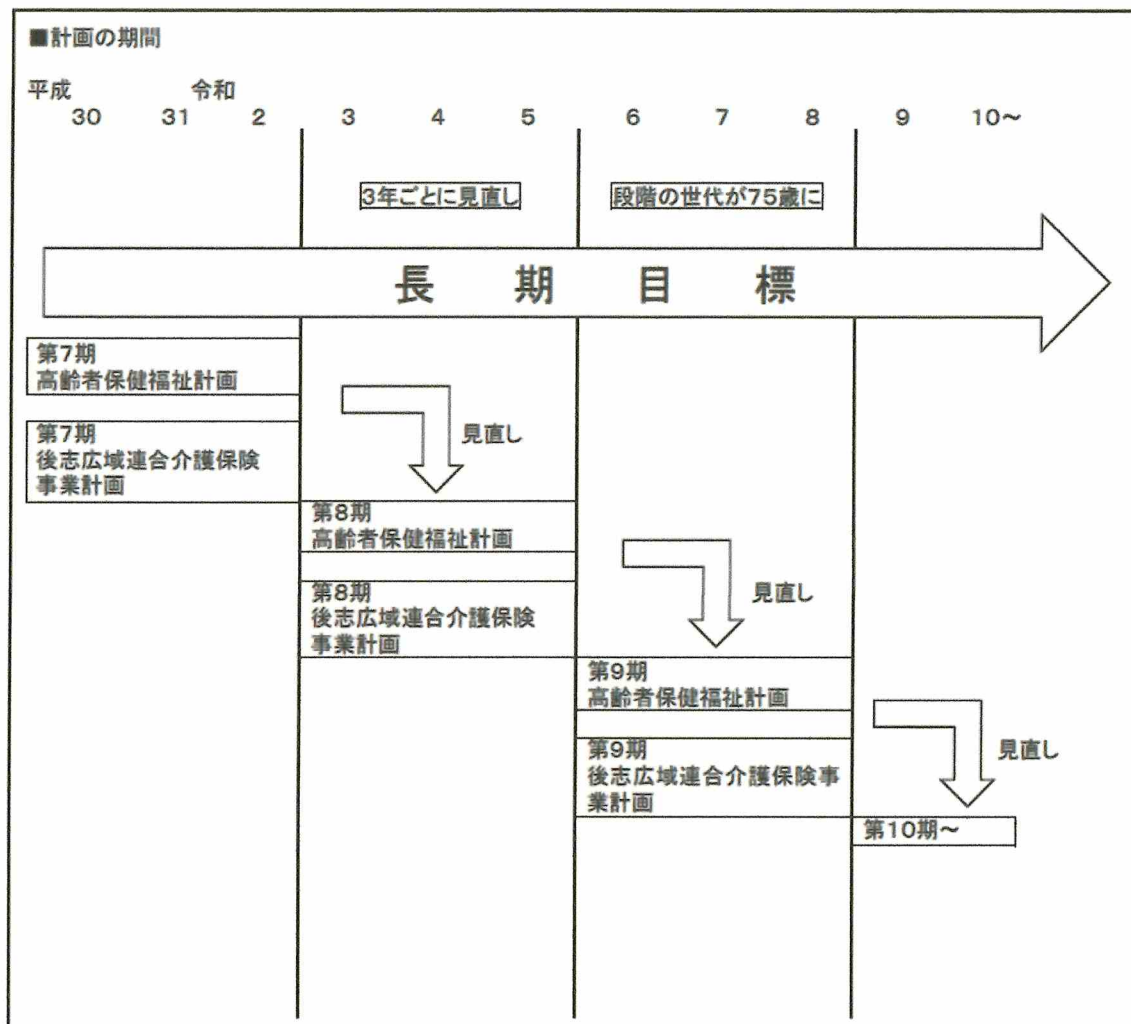 ■計画の期間
平成 令和
30 31 2 3 4 5 6 7 8 9 10~
3年ごとに見直し 段階の世代が75歳に
長期目標
第7期
高齢者保健福祉計画
第7期
後志広域連合介護保険
事業計画
見直し
第8期
高齢者保健福祉計画
第8期
後志広域連合介護保険
事業計画
見直し
第9期
高齢者保健福祉計画
第9期
後志広域連合介護保険事
業計画
見直し
第10期~